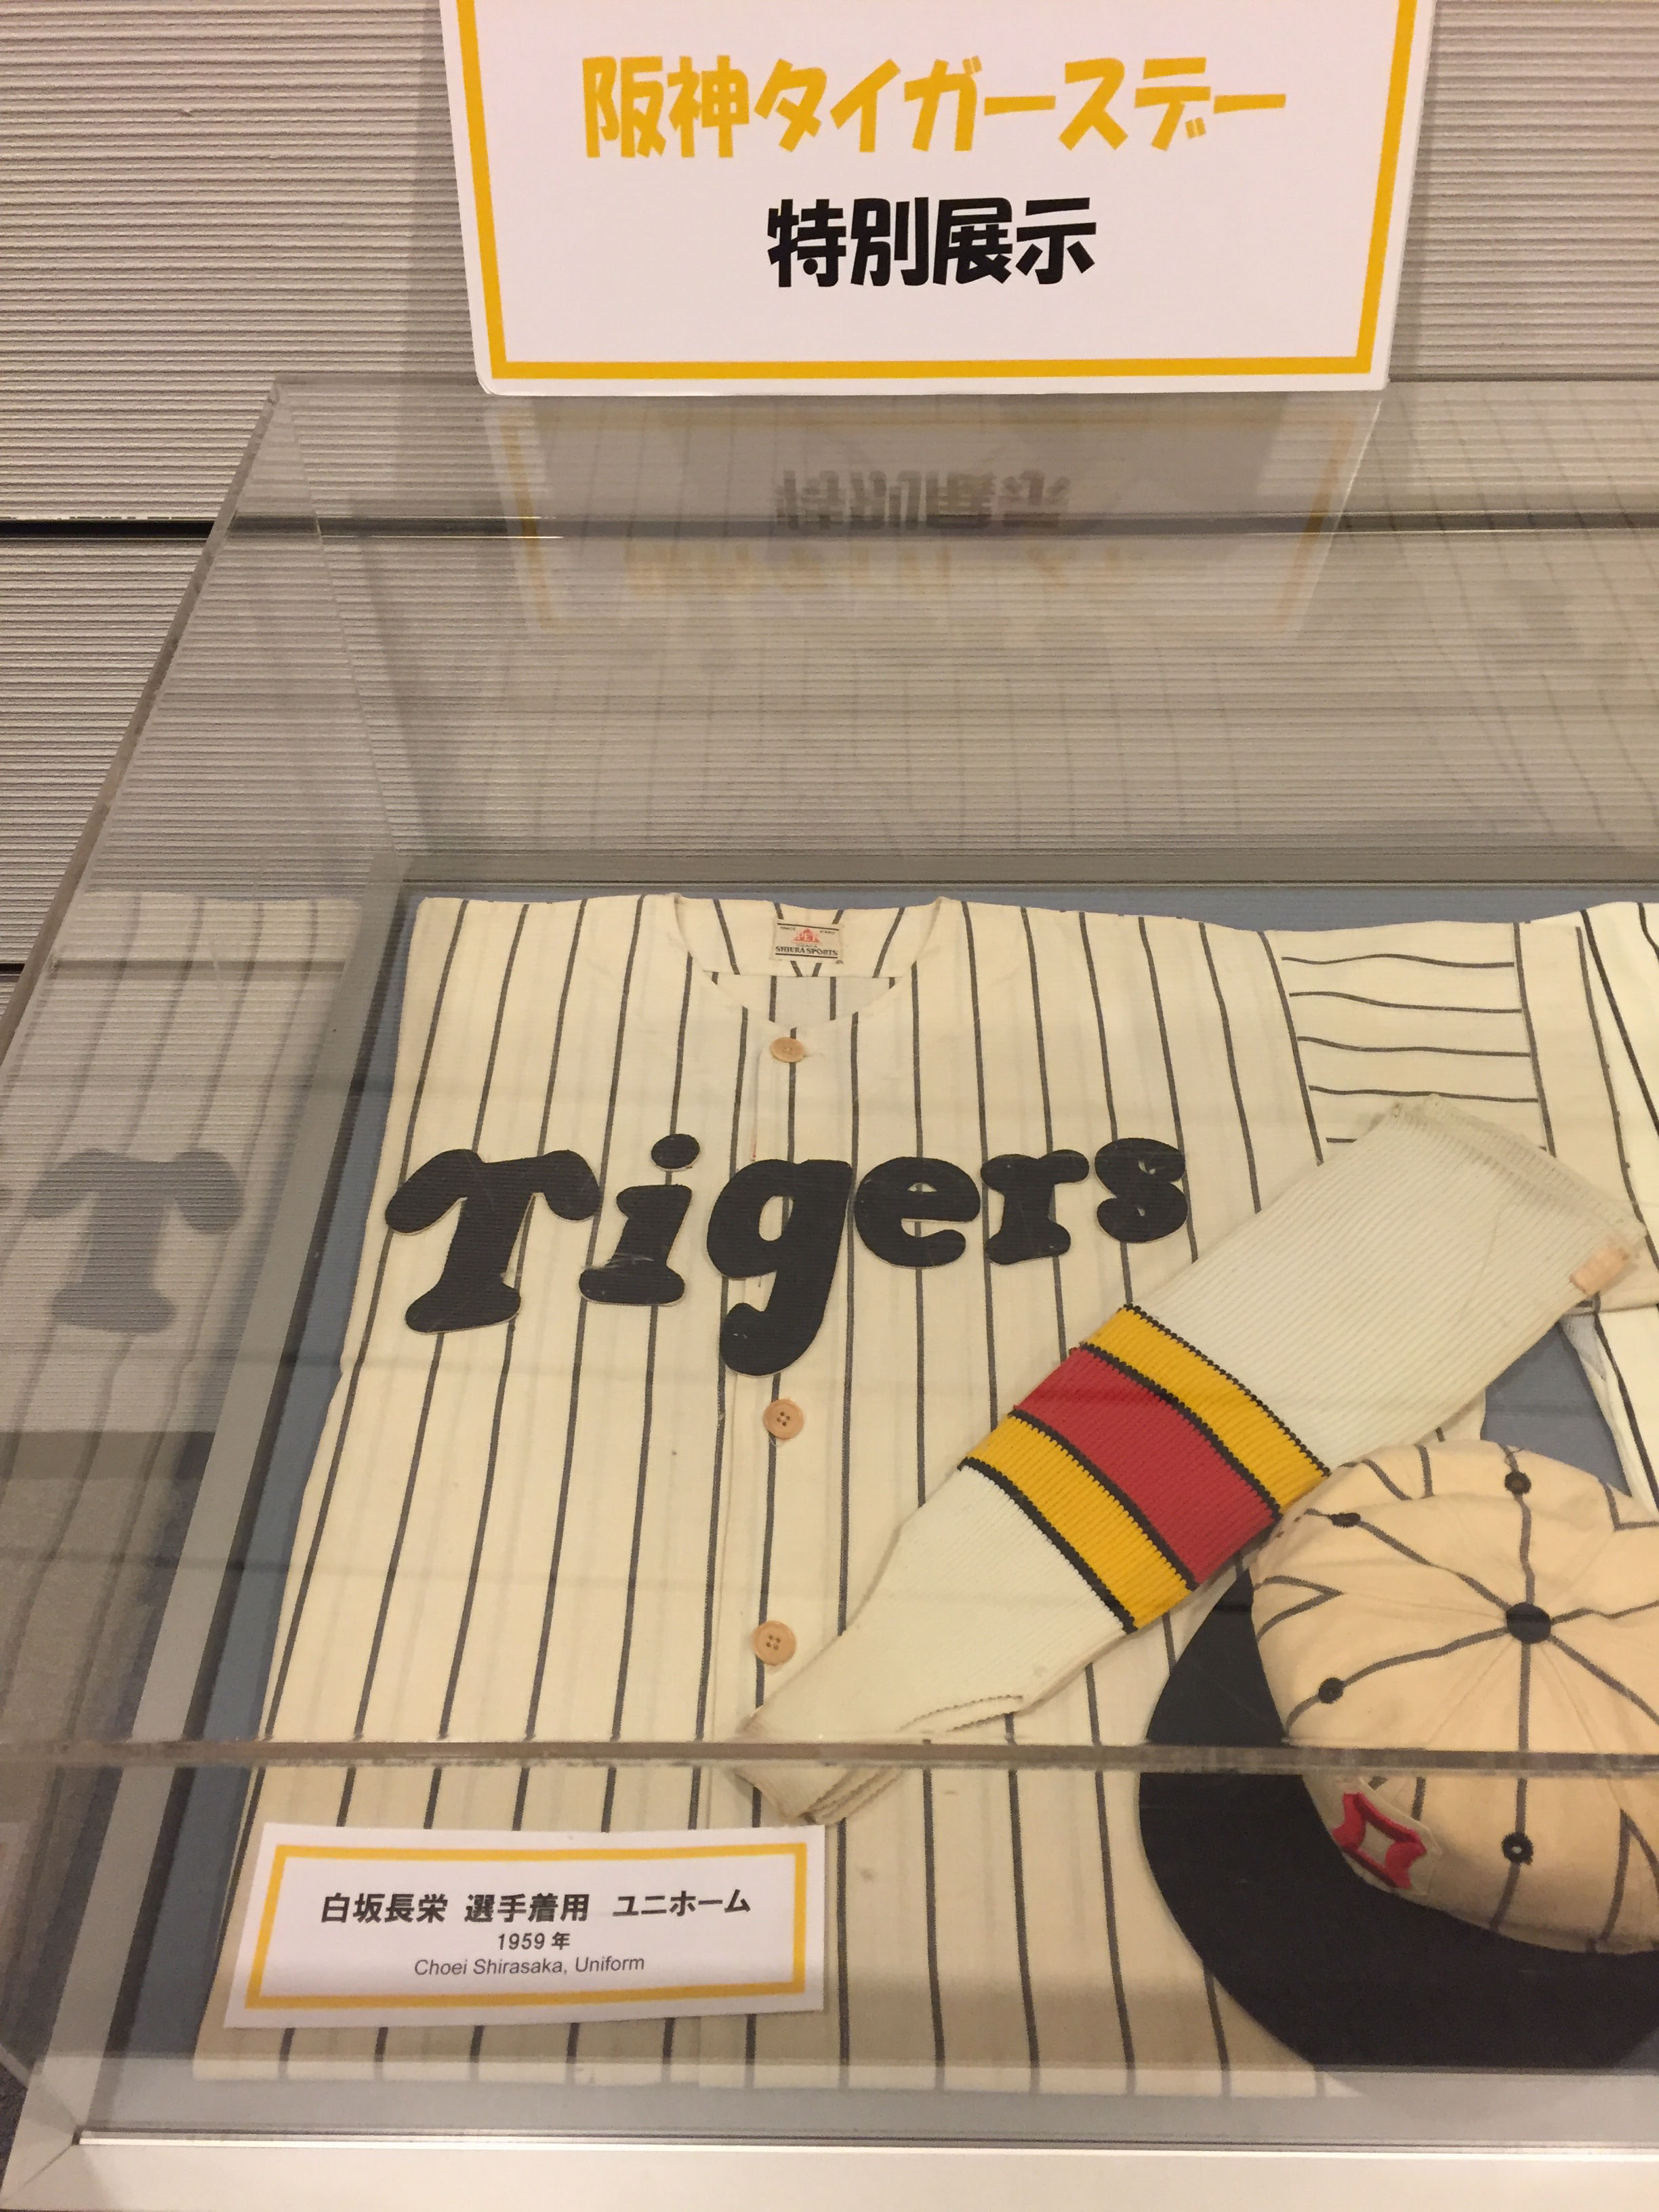 阪神タイガースデー
特別展示
SHIURA SPORTS
Tigers
白坂長栄 選手着用 ユニホーム
1959年
Choei Shirasaka, Uniform